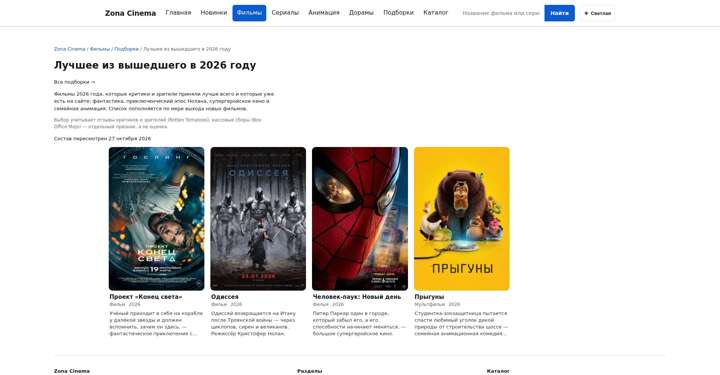 Zona Cinema
Главная Новинки Фильмы Сериалы Анимация Дорамы Подборки Каталог
Название фильма или сери
Найти
Светлая
Zona Cinema / Фильмы / Подборки / Лучшее из вышедшего в 2026 году
Лучшее из вышедшего в 2026 году
Все подборки →
Фильмы 2026 года, которые критики и зрители приняли лучше всего и которые уже
есть на сайте: фантастика, приключенческий эпос Нолана, супергеройское кино и
семейная анимация. Список пополняется по мере выхода новых фильмов.
Выбор учитывает отзывы критиков и зрителей (Rotten Tomatoes); кассовые сборы (Box
Office Mojo) — отдельный признак, а не оценка.
Состав пересмотрен 27 октября 2026
ГОСЛИНГ
ПРОЕКТ
КОНЕЦ
СВЕТА
19
ОДИССЕЯ
ПРЫГУНЫ
Проект «Конец света»
Фильм 2026
Учёный приходит в себя на корабле
у далёкой звезды и должен
вспомнить, зачем он здесь, —
фантастическое приключение с…
Одиссея
Фильм 2026
Одиссей возвращается на Итаку
после Троянской войны — через
циклопов, сирен и великанов.
Режиссёр Кристофер Нолан.
Человек-паук: Новый день
Фильм 2026
Питер Паркер один в городе,
который забыл его, а его
способности начинают меняться, —
большое супергеройское кино.
Прыгуны
Мультфильм 2026
Студентка-зоозащитница пытается
спасти любимый уголок дикой
природы от строительства шоссе —
семейная анимационная комедия…
Zona Cinema
Разделы
Каталог